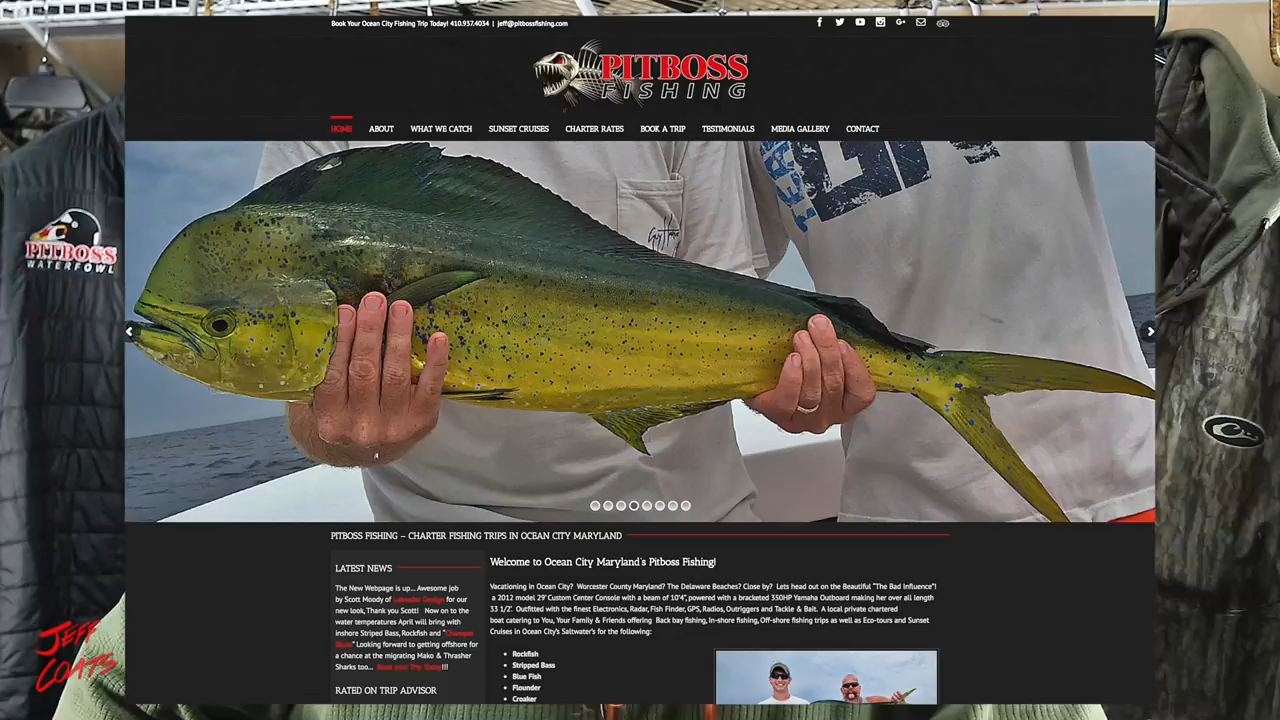 Book Your Ocean City Fishing Trip Today! 410.937.4034 | jeff@pitbossfishing.com
PITBOSS
FISHING
HOME ABOUT WHAT WE CATCH SUNSET CRUISES CHARTER RATES BOOK A TRIP TESTIMONIALS MEDIA GALLERY CONTACT
PITBOSS
WATERFOWL
Guy Harvey
PITBOSS FISHING – CHARTER FISHING TRIPS IN OCEAN CITY MARYLAND
LATEST NEWS
The New Webpage is up... Awesome job
by Scott Moody of Lakeside Design for our
new look, Thank you Scott! Now on to the
water temperatures April will bring with
inshore Striped Bass, Rockfish and "
" Looking forward to getting offshore for
a chance at the migrating Mako & Thrasher
Sharks too... Book your Trip Today!!!
RATED ON TRIP ADVISOR
Welcome to Ocean City Maryland's Pitboss Fishing!
Vacationing in Ocean City? Worcester County Maryland? The Delaware Beaches? Close by? Lets head out on the Beautiful "The Bad Influence"!
a 2012 model 29' Custom Center Console with a beam of 10'4", powered with a bracketed 350HP Yamaha Outboard making her over all length
33 1/2'. Outfitted with the finest Electronics, Radar, Fish Finder, GPS, Radios, Outriggers and Tackle & Bait. A local private chartered
boat catering to You, Your Family & Friends offering Back bay fishing, In-shore fishing, Off-shore fishing trips as well as Eco-tours and Sunset
Cruises in Ocean City's Saltwater's for the following:
Rockfish
Stripped Bass
Blue Fish
Flounder
Croaker
JEFF
COATS